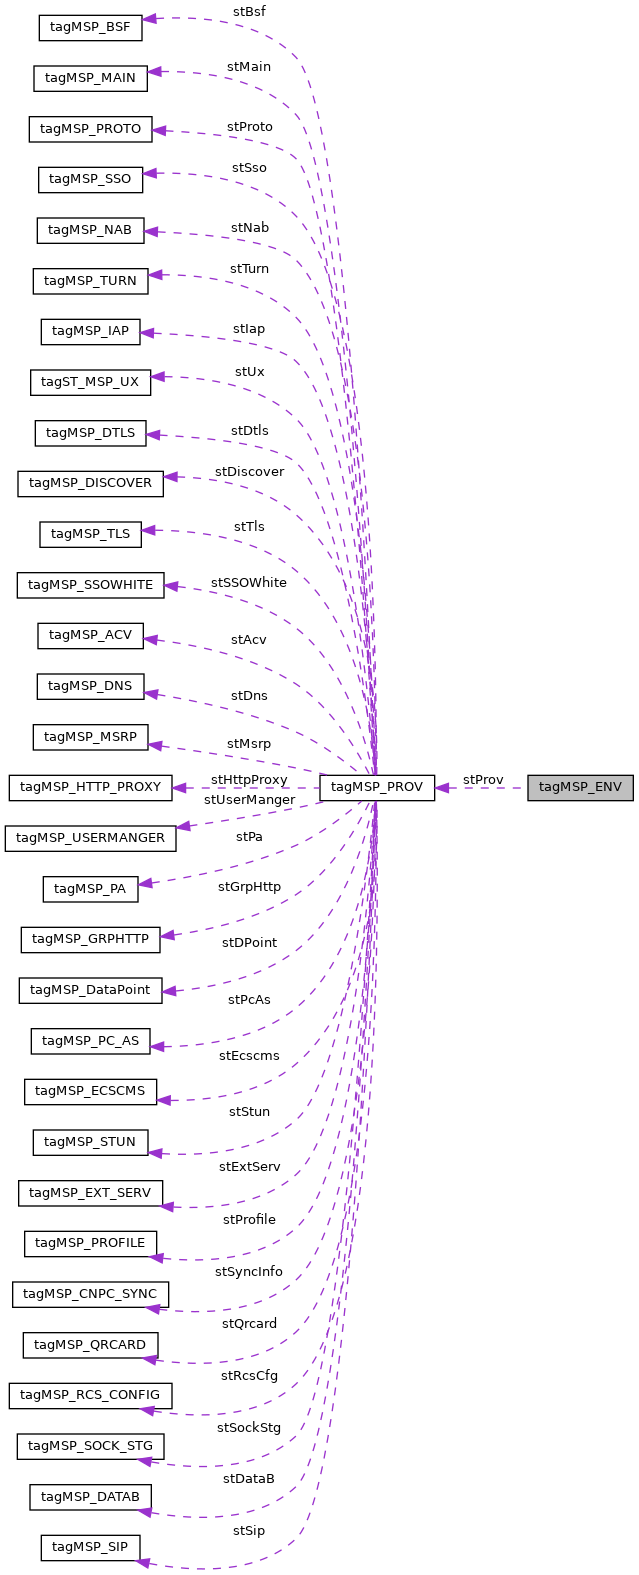 stBsf
tagMSP_BSF
stMain
tagMSP_MAIN
stProto
tagMSP_PROTO
stSso
tagMSP_SSO
stNab
tagMSP_NAB
stTurn
tagMSP_TURN
stIap
tagMSP_IAP
stUx
tagST_MSP_UX
stDtls
tagMSP_DTLS
stDiscover
tagMSP_DISCOVER
stTls
tagMSP_TLS
stSSOWhite
tagMSP_SSOWHITE
stAcv
tagMSP_ACV
stDns
tagMSP_DNS
stMsrp
tagMSP_MSRP
stHttpProxy
tagMSP_HTTP_PROXY
tagMSP_PROV
stProv
tagMSP_ENV
stUserManger
tagMSP_USERMANGER
stPa
tagMSP_PA
stGrpHttp
tagMSP_GRPHTTP
stDPoint
tagMSP_DataPoint
stPcAs
tagMSP_PC_AS
stEcscms
tagMSP_ECSCMS
stStun
tagMSP_STUN
stExtServ
tagMSP_EXT_SERV
stProfile
tagMSP_PROFILE
stSyncInfo
tagMSP_CNPC_SYNC
stQrcard
tagMSP_QRCARD
stRcsCfg
tagMSP_RCS_CONFIG
stSockStg
tagMSP_SOCK_STG
stDataB
tagMSP_DATAB
stSip
tagMSP_SIP